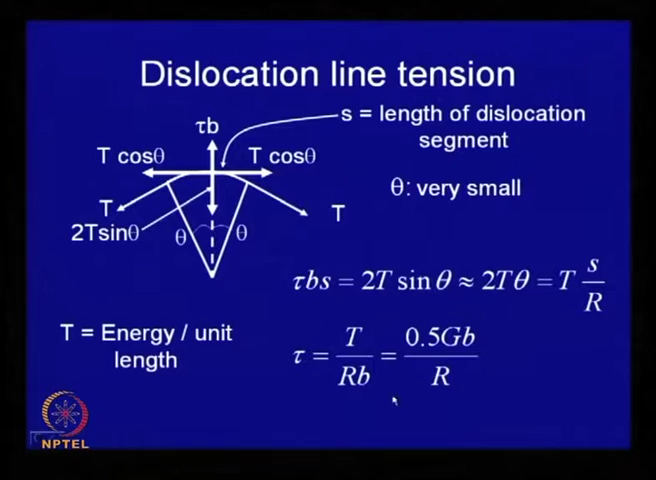 Dislocation line tension
τb
s = length of dislocation
segment
T cosθ
T cosθ
θ: very small
T
T
2Tsinθ
θ
θ
τbs = 2T sin θ ≈ 2Tθ = T s/R
T = Energy / unit
length
τ = T/Rb = 0.5Gb/R
NPTEL